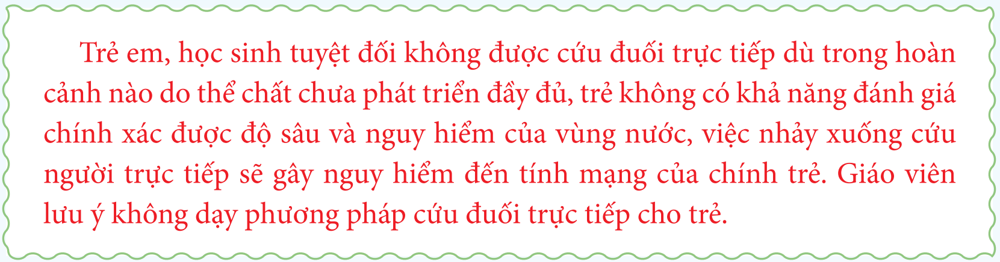 Trẻ em, học sinh tuyệt đối không được cứu đuối trực tiếp dù trong hoàn
cảnh nào do thể chất chưa phát triển đầy đủ, trẻ không có khả năng đánh giá
chính xác được độ sâu và nguy hiểm của vùng nước, việc nhảy xuống cứu
người trực tiếp sẽ gây nguy hiểm đến tính mạng của chính trẻ. Giáo viên
lưu ý không dạy phương pháp cứu đuối trực tiếp cho trẻ.